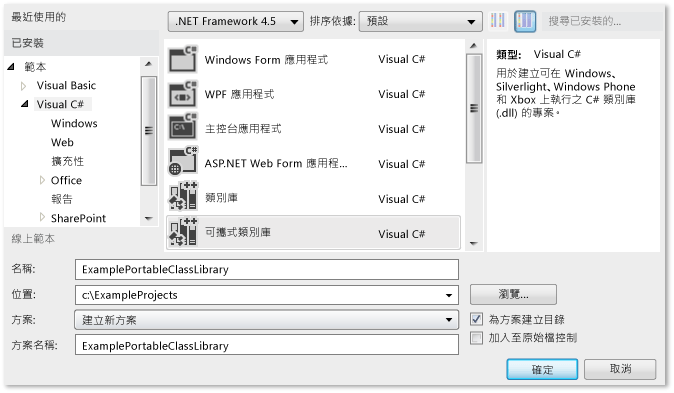 最近使用的
.NET Framework 4.5
排序依據:
預設
搜尋已安裝的...
已安裝
範本
Visual Basic
Visual C#
Windows
Web
擴充性
Office
報告
SharePoint
線上範本
Windows Form 應用程式 Visual C#
WPF 應用程式 Visual C#
主控台應用程式 Visual C#
ASP.NET Web Form 應用程... Visual C#
類別庫 Visual C#
可攜式類別庫 Visual C#
類型: Visual C#
用於建立可在 Windows、
Silverlight、Windows Phone
和 Xbox 上執行之 C# 類別庫
(.dll) 的專案。
名稱: ExamplePortableClassLibrary
位置: c:\ExampleProjects
瀏覽...
方案: 建立新方案
為方案建立目錄
方案名稱: ExamplePortableClassLibrary
加入至原始檔控制
確定
取消